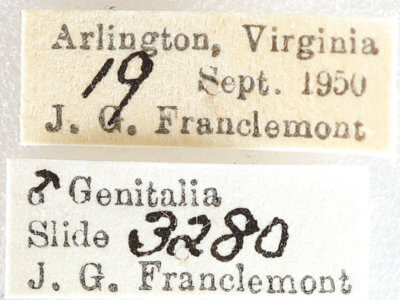 Arlington, Virginia
19 Sept. 1950
J. G. Franclemont
♂ Genitalia
Slide 3280
J. G. Franclemont